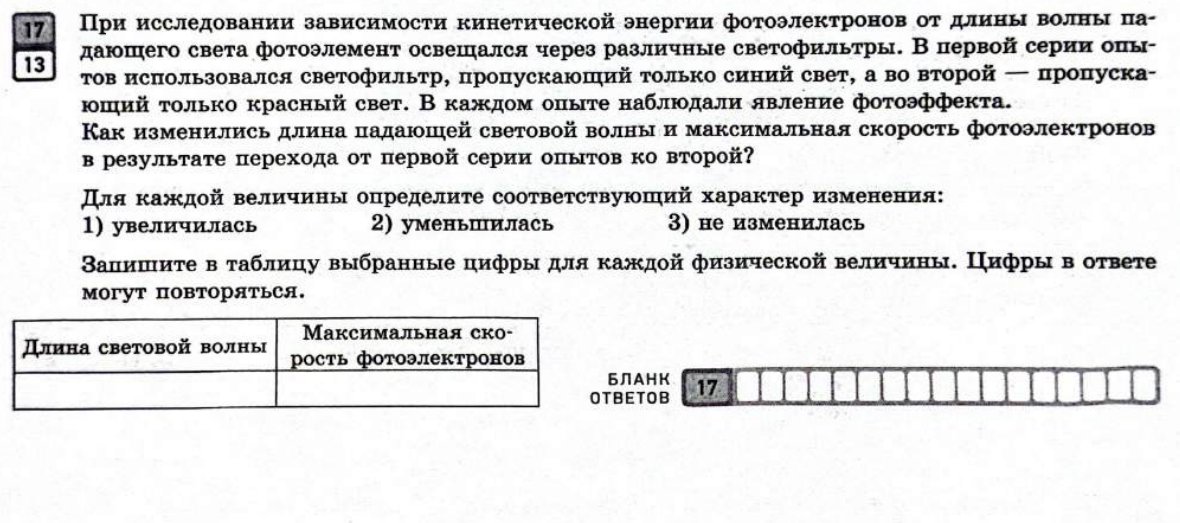 17
13
При исследовании зависимости кинетической энергии фотоэлектронов от длины волны па-
дающего света фотоэлемент освещался через различные светофильтры. В первой серии опы-
тов использовался светофильтр, пропускающий только синий свет, а во второй — пропуска-
ющий только красный свет. В каждом опыте наблюдали явление фотоэффекта.
Как изменились длина падающей световой волны и максимальная скорость фотоэлектронов
в результате перехода от первой серии опытов ко второй?
Для каждой величины определите соответствующий характер изменения:
1) увеличилась 2) уменьшилась 3) не изменилась
Запишите в таблицу выбранные цифры для каждой физической величины. Цифры в ответе
могут повторяться.
Длина световой волны
Максимальная ско-
рость фотоэлектронов
БЛАНК
ОТВЕТОВ
17